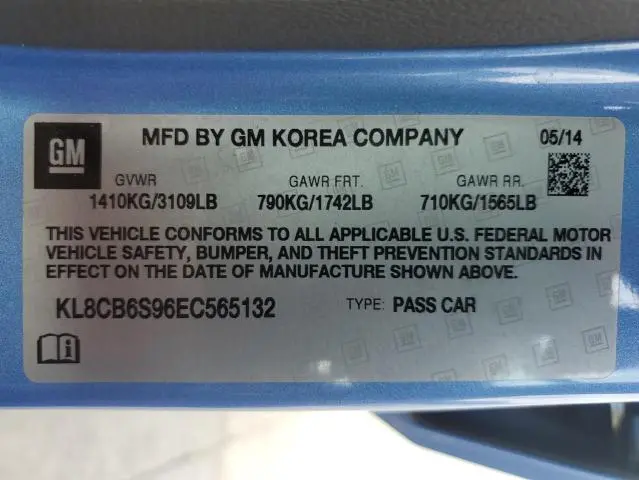 GM
MFD BY GM KOREA COMPANY 05/14
GVWR GAWR FRT. GAWR RR.
1410KG/3109LB 790KG/1742LB 710KG/1565LB
THIS VEHICLE CONFORMS TO ALL APPLICABLE U.S. FEDERAL MOTOR
VEHICLE SAFETY, BUMPER, AND THEFT PREVENTION STANDARDS IN
EFFECT ON THE DATE OF MANUFACTURE SHOWN ABOVE.
KL8CB6S96EC565132 TYPE: PASS CAR